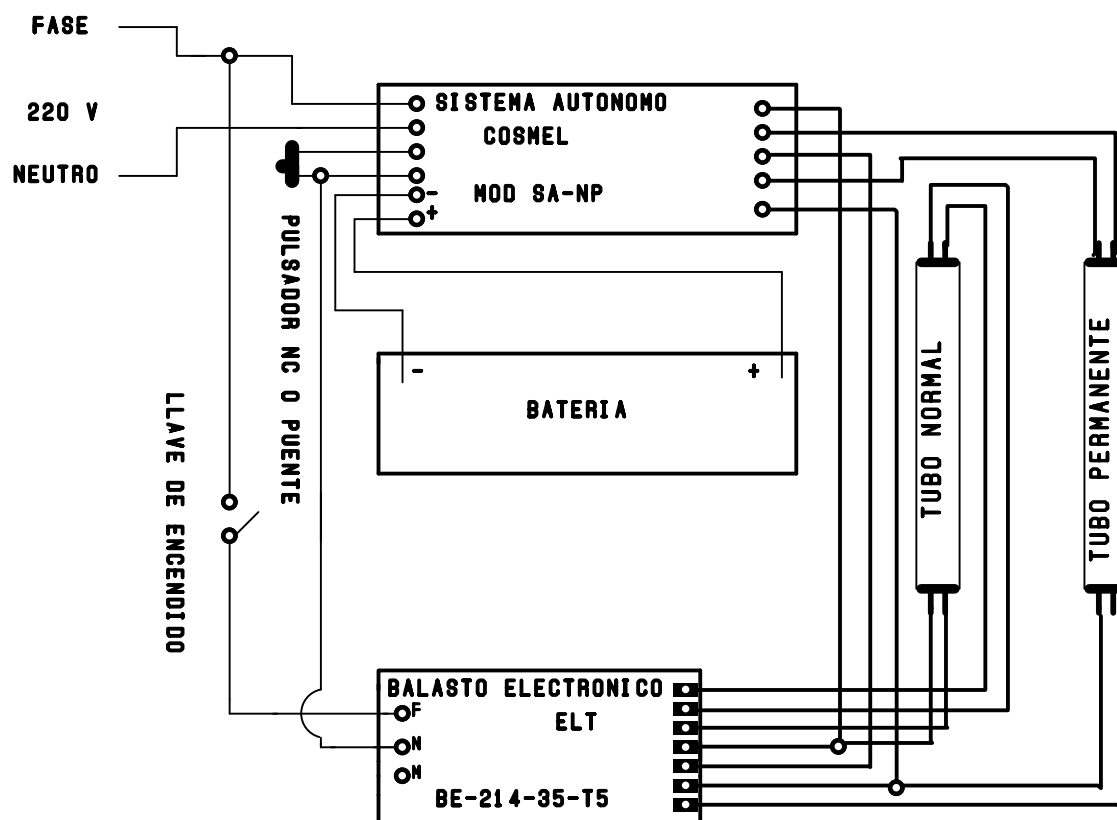 FASE
220 V
NEUTRO
SISTEMA AUTONOMO
COSMEL
MOD SA-NP
-
+
PULSADOR NC O PUENTE
LLAVE DE ENCENDIDO
-
+
BATERIA
TUBO NORMAL
TUBO PERMANENTE
BALASTO ELECTRONICO
ELT
F
N
M
BE-214-35-T5